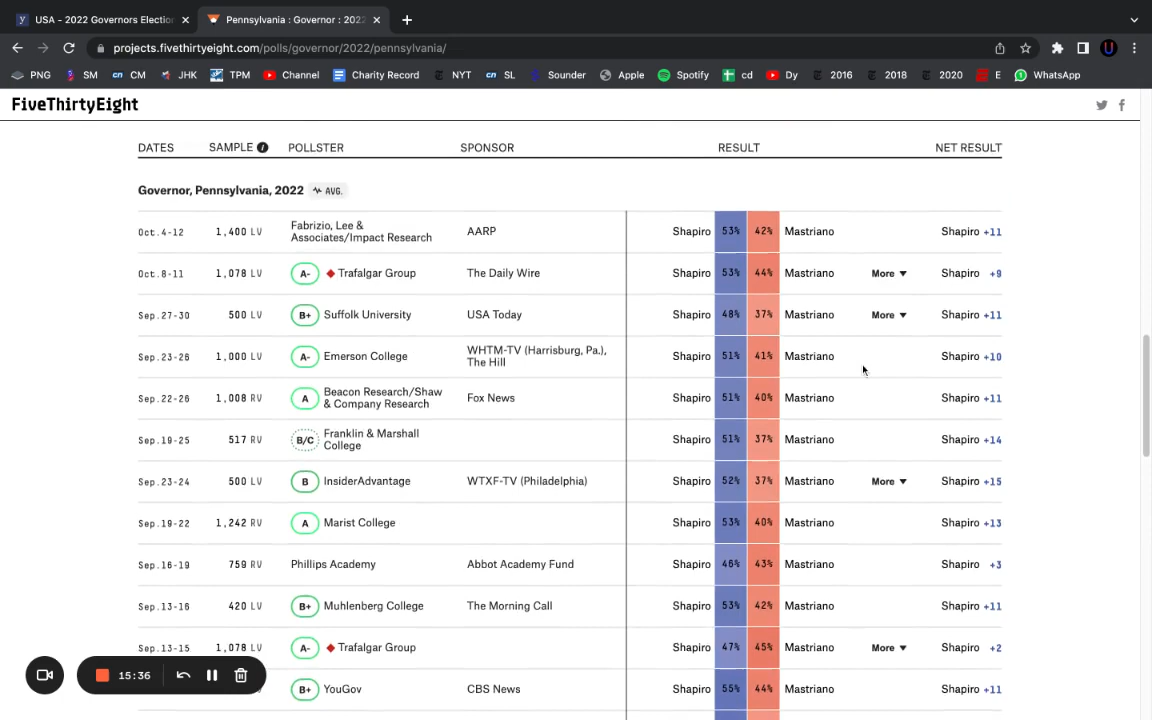 USA - 2022 Governors Electio
Pennsylvania : Governor : 2022
projects.fivethirtyeight.com/polls/governor/2022/pennsylvania/
PNG SM CM JHK TPM Channel Charity Record NYT SL Sounder Apple Spotify cd Dy 2016 2018 2020 E WhatsApp
FiveThirtyEight
DATES SAMPLE POLLSTER SPONSOR RESULT NET RESULT
Governor, Pennsylvania, 2022 AVG.
Oct.4-12 1,400 LV Fabrizio, Lee & Associates/Impact Research AARP Shapiro 53% 42% Mastriano Shapiro +11
Oct.8-11 1,078 LV A- Trafalgar Group The Daily Wire Shapiro 53% 44% Mastriano More Shapiro +9
Sep.27-30 500 LV B+ Suffolk University USA Today Shapiro 48% 37% Mastriano More Shapiro +11
Sep.23-26 1,000 LV A- Emerson College WHTM-TV (Harrisburg, Pa.), The Hill Shapiro 51% 41% Mastriano Shapiro +10
Sep.22-26 1,008 RV A Beacon Research/Shaw & Company Research Fox News Shapiro 51% 40% Mastriano Shapiro +11
Sep.19-25 517 RV B/C Franklin & Marshall College Shapiro 51% 37% Mastriano Shapiro +14
Sep.23-24 500 LV B InsiderAdvantage WTXF-TV (Philadelphia) Shapiro 52% 37% Mastriano More Shapiro +15
Sep.19-22 1,242 RV A Marist College Shapiro 53% 40% Mastriano Shapiro +13
Sep.16-19 759 RV Phillips Academy Abbot Academy Fund Shapiro 46% 43% Mastriano Shapiro +3
Sep.13-16 420 LV B+ Muhlenberg College The Morning Call Shapiro 53% 42% Mastriano Shapiro +11
Sep.13-15 1,078 LV A- Trafalgar Group Shapiro 47% 45% Mastriano More Shapiro +2
B+ YouGov CBS News Shapiro 55% 44% Mastriano Shapiro +11
15:36